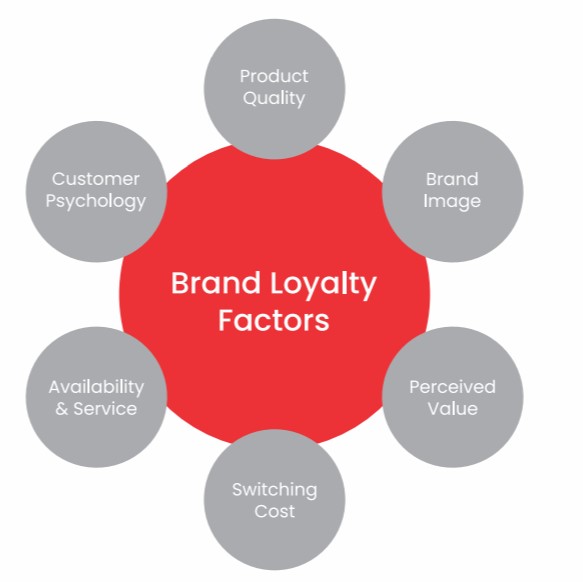 Product
Quality
Customer
Psychology
Brand
Image
Brand Loyalty
Factors
Availability
& Service
Perceived
Value
Switching
Cost